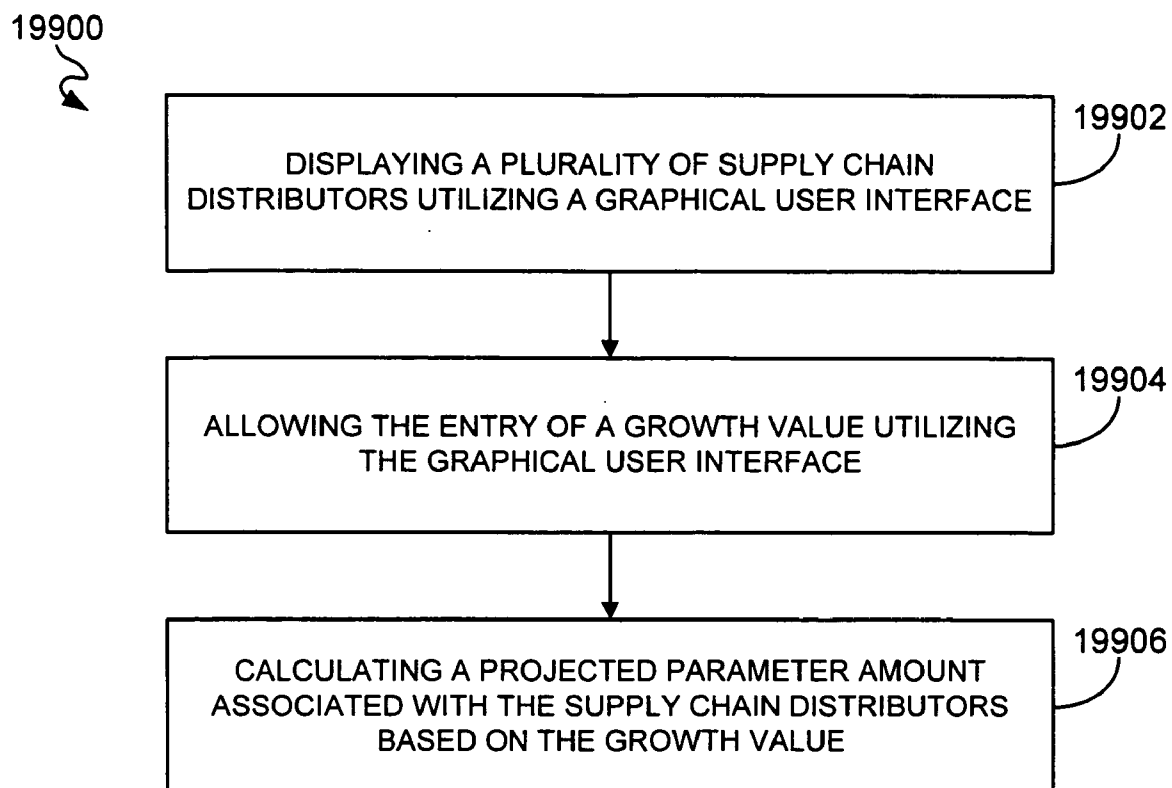 19900
19902
DISPLAYING A PLURALITY OF SUPPLY CHAIN
DISTRIBUTORS UTILIZING A GRAPHICAL USER INTERFACE
19904
ALLOWING THE ENTRY OF A GROWTH VALUE UTILIZING
THE GRAPHICAL USER INTERFACE
19906
CALCULATING A PROJECTED PARAMETER AMOUNT
ASSOCIATED WITH THE SUPPLY CHAIN DISTRIBUTORS
BASED ON THE GROWTH VALUE